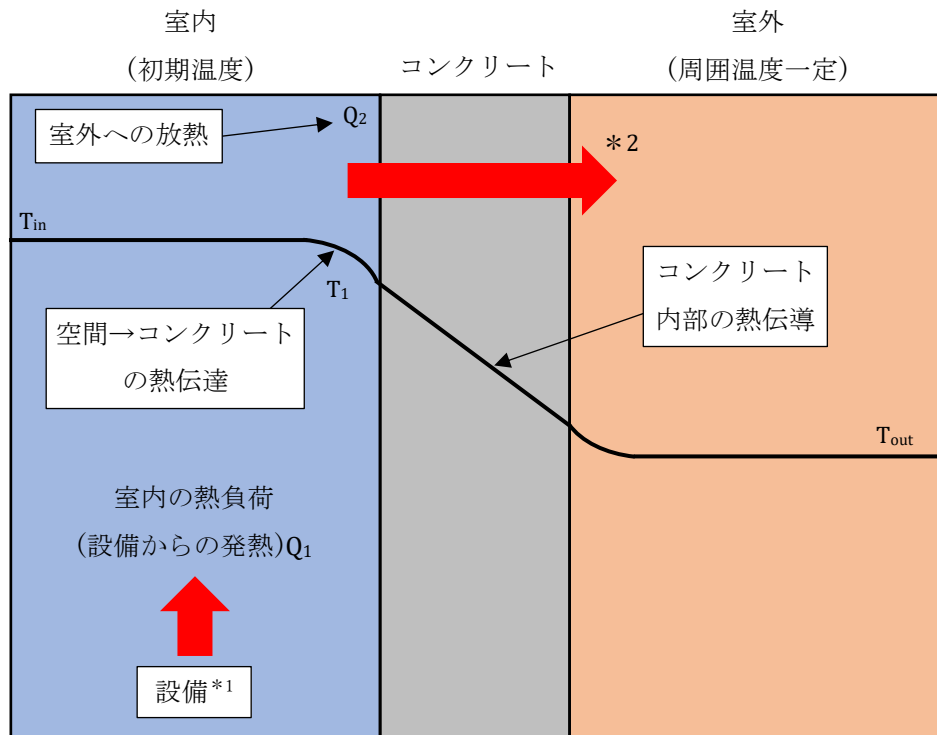 室内
(初期温度)
コンクリート
室外
(周囲温度一定)
室外への放熱
Q2
＊2
Tin
T1
空間→コンクリート
の熱伝達
コンクリート
内部の熱伝導
Tout
室内の熱負荷
(設備からの発熱)Q1
設備*1